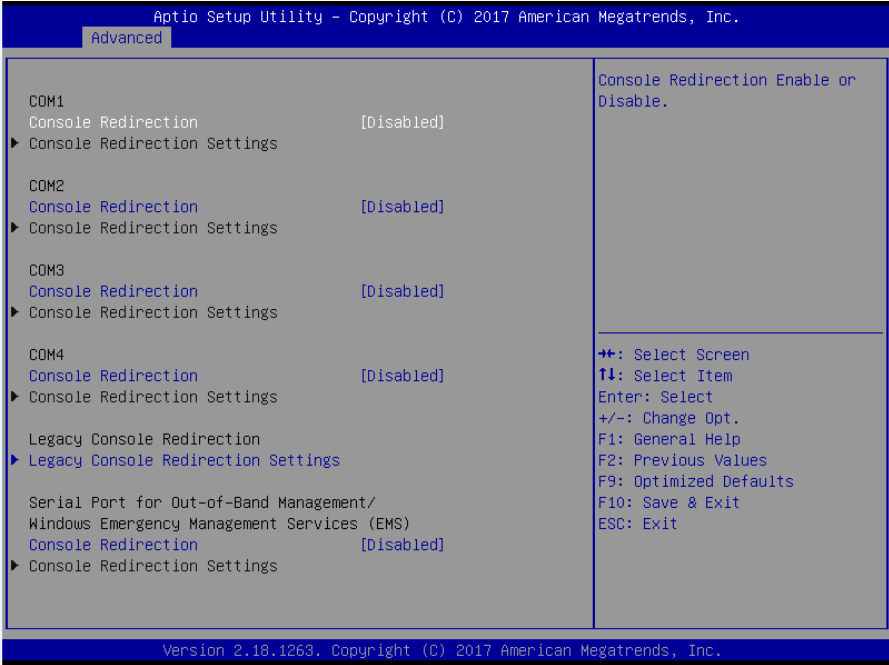 Aptio Setup Utility – Copyright (C) 2017 American Megatrends, Inc.
Advanced
COM1
Console Redirection [Disabled]
▶ Console Redirection Settings
COM2
Console Redirection [Disabled]
▶ Console Redirection Settings
COM3
Console Redirection [Disabled]
▶ Console Redirection Settings
COM4
Console Redirection [Disabled]
▶ Console Redirection Settings
Legacy Console Redirection
▶ Legacy Console Redirection Settings
Serial Port for Out-of-Band Management/
Windows Emergency Management Services (EMS)
Console Redirection [Disabled]
▶ Console Redirection Settings
Console Redirection Enable or
Disable.
→←: Select Screen
↑↓: Select Item
Enter: Select
+/-: Change Opt.
F1: General Help
F2: Previous Values
F9: Optimized Defaults
F10: Save & Exit
ESC: Exit
Version 2.18.1263. Copyright (C) 2017 American Megatrends, Inc.